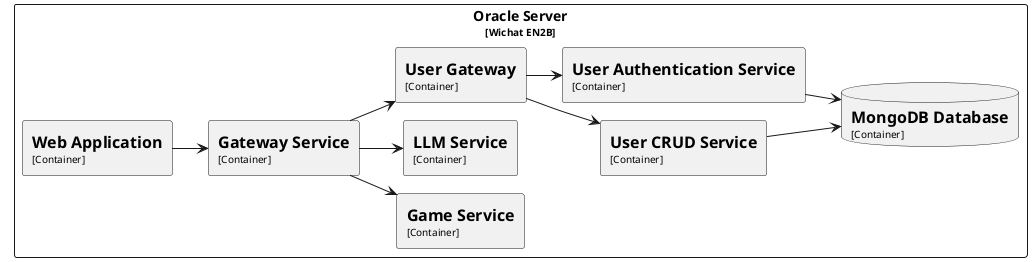 Oracle Server
[Wichat EN2B]
User Gateway
[Container]
User Authentication Service
[Container]
MongoDB Database
[Container]
Web Application
[Container]
Gateway Service
[Container]
LLM Service
[Container]
User CRUD Service
[Container]
Game Service
[Container]